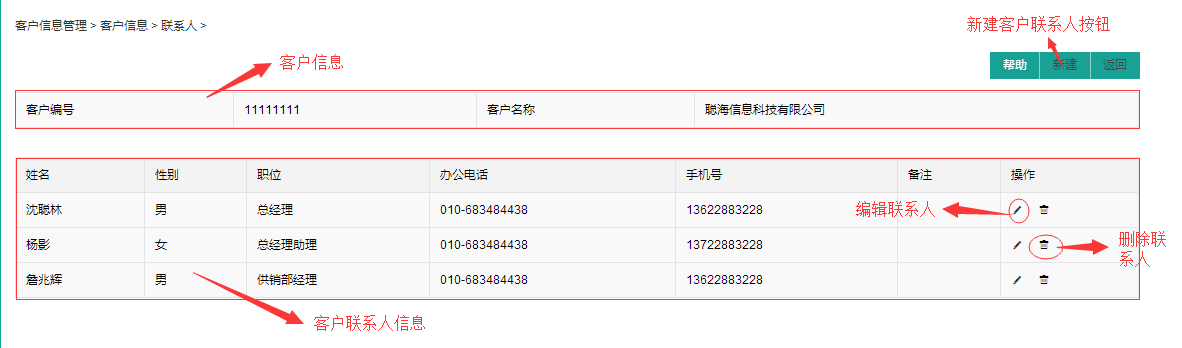 客户信息管理 > 客户信息 > 联系人 >
新建客户联系人按钮
客户信息
帮助 新建 返回
客户编号 11111111 客户名称 聪海信息科技有限公司
姓名 性别 职位 办公电话 手机号 备注 操作
沈聪林 男 总经理 010-683484438 13622883228
编辑联系人
杨影 女 总经理助理 010-683484438 13722883228
删除联
系人
詹兆辉 男 供销部经理 010-683484438 13622883228
客户联系人信息